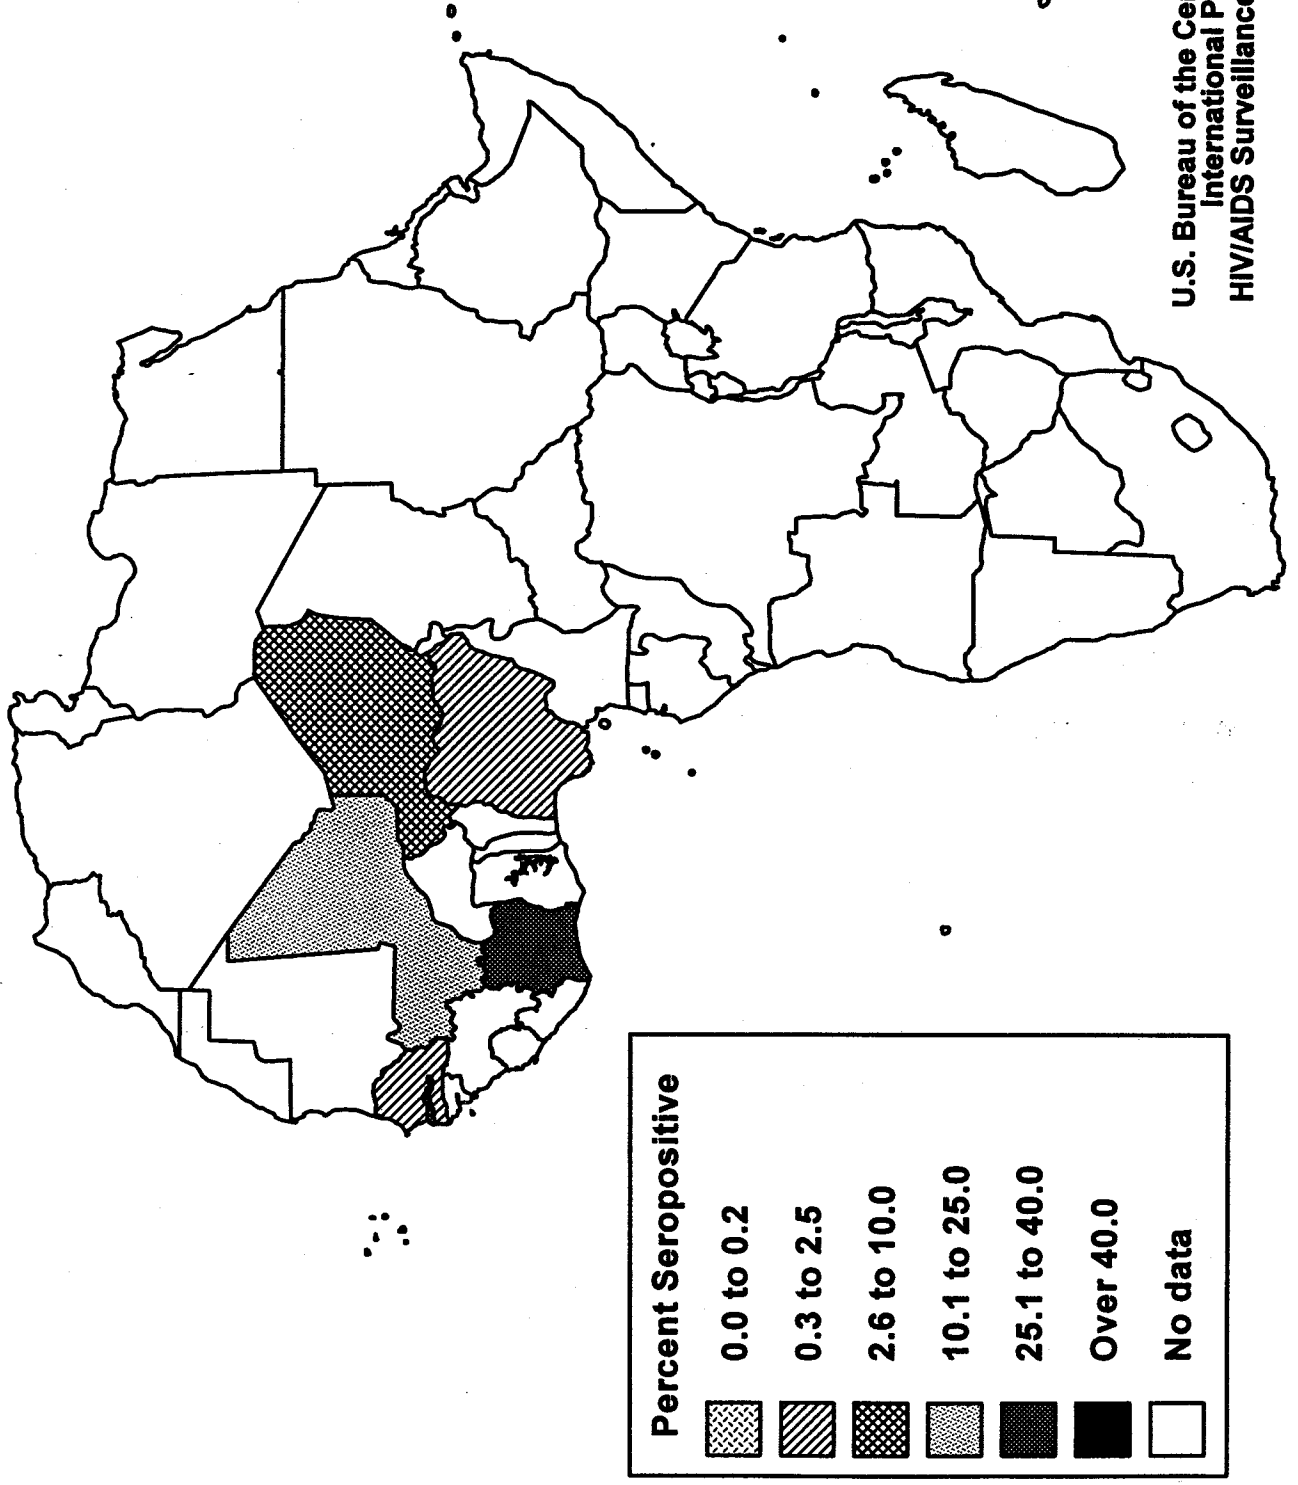 Percent Seropositive
0.0 to 0.2
0.3 to 2.5
2.6 to 10.0
10.1 to 25.0
25.1 to 40.0
Over 40.0
No data
U.S. Bureau of the Ce
International P
HIV/AIDS Surveillance